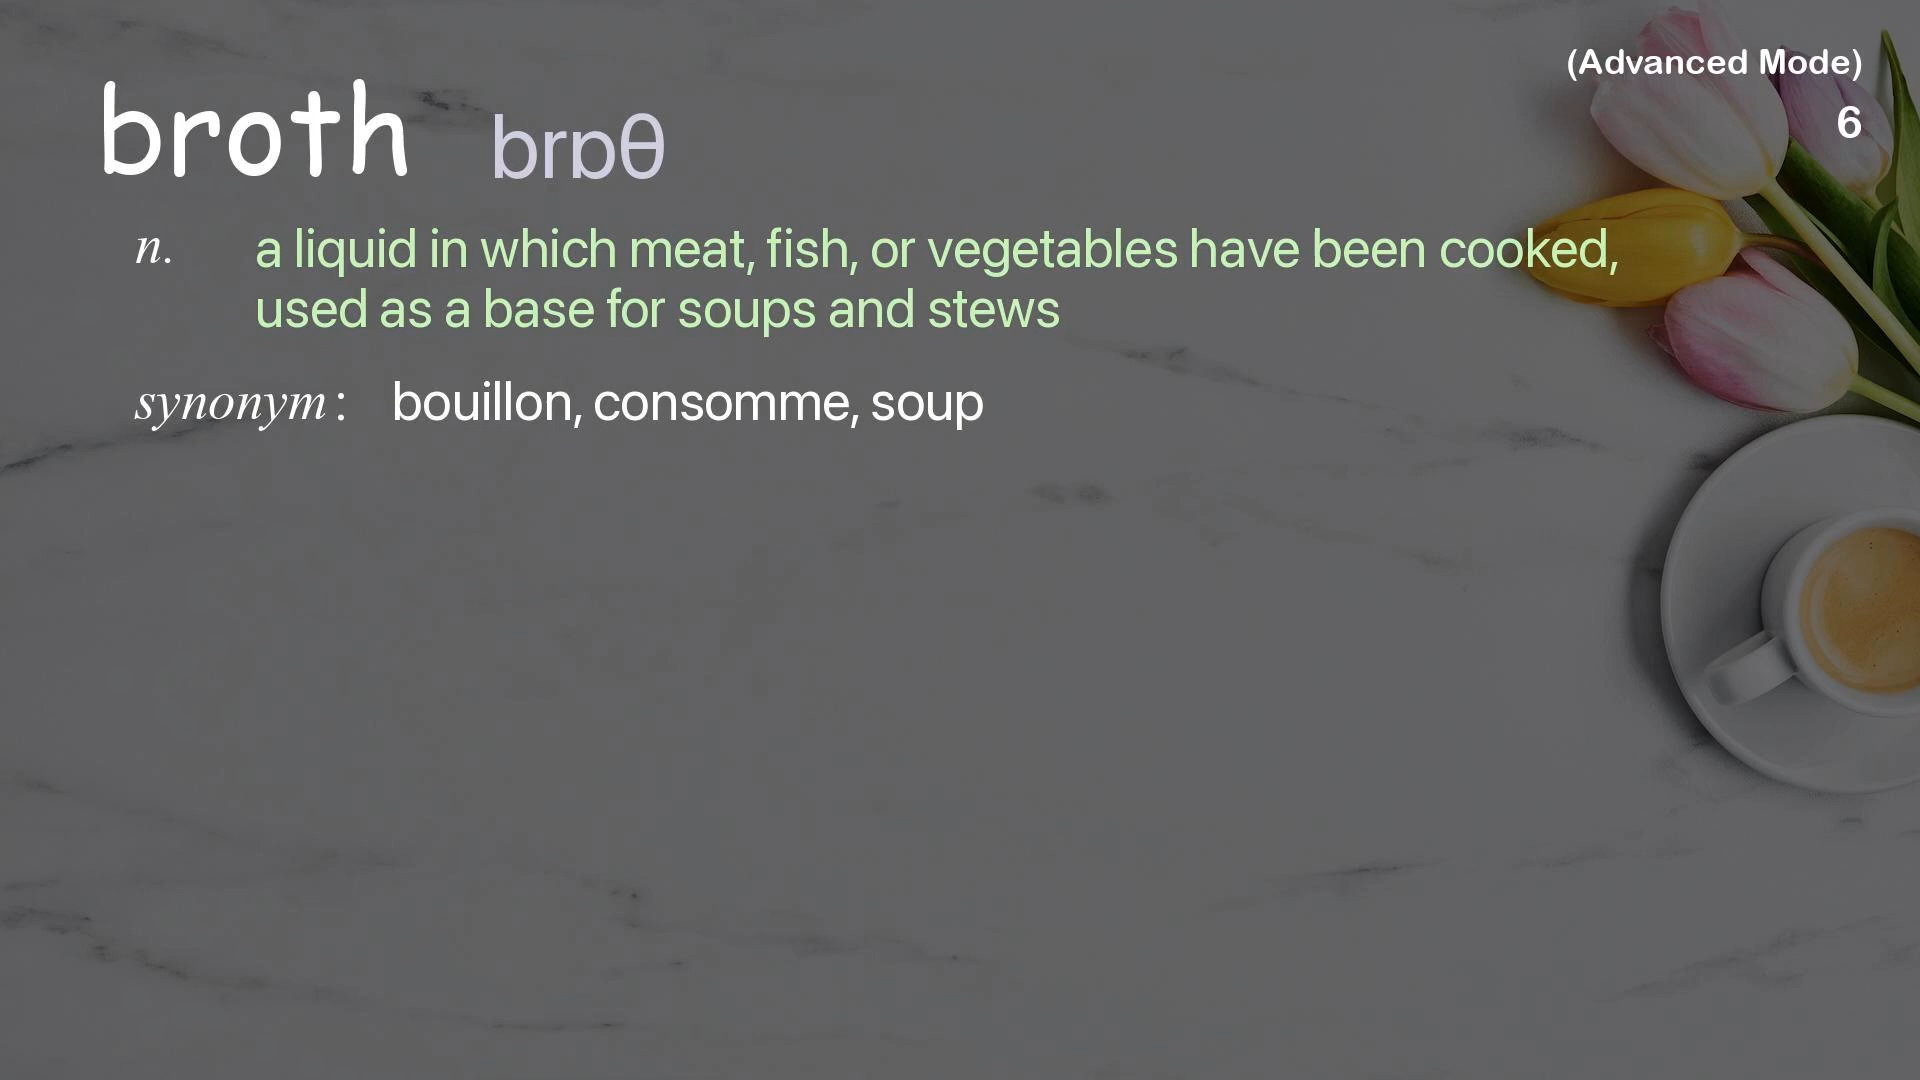 (Advanced Mode)
6
broth brɒθ
n. a liquid in which meat, fish, or vegetables have been cooked,
used as a base for soups and stews
synonym : bouillon, consomme, soup